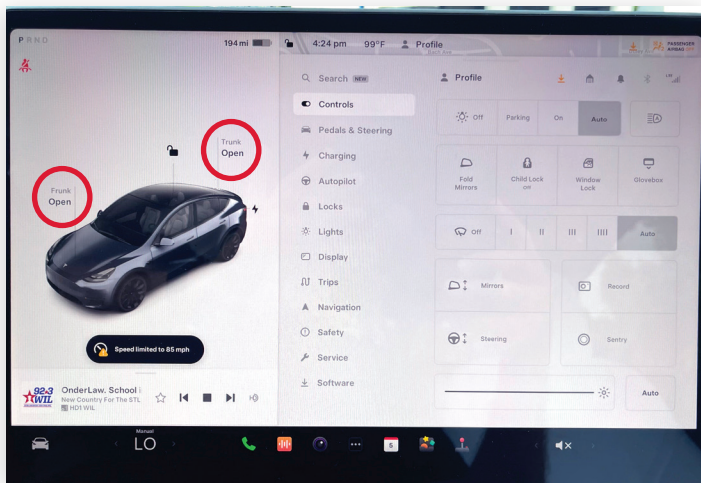 PRND
194 mi
4:24 pm 99°F Profile
PASSENGER
AIRBAG OFF
Trunk
Open
Frunk
Open
Speed limited to 85 mph
92.3
WIL
OnderLaw. School
New Country For The STL
HD1 WIL
Search NEW
Controls
Pedals & Steering
Charging
Autopilot
Locks
Lights
Display
Trips
Navigation
Safety
Service
Software
Profile
LTE
Off Parking On Auto
Fold
Mirrors
Child Lock
on
Window
Lock
Glovebox
Off I II III IIII Auto
Mirrors
Record
Steering
Sentry
Auto
Manual
LO
5